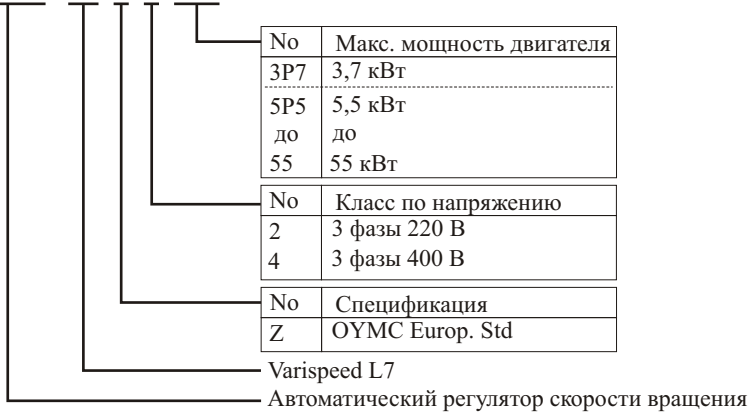 No Макс. мощность двигателя
3P7 3,7 кВт
5P5 5,5 кВт
до до
55 55 кВт
No Класс по напряжению
2 3 фазы 220 В
4 3 фазы 400 В
No Спецификация
Z OYMC Europ. Std
Varispeed L7
Автоматический регулятор скорости вращения